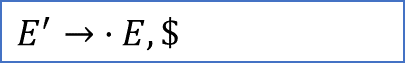 E′ → · E, $